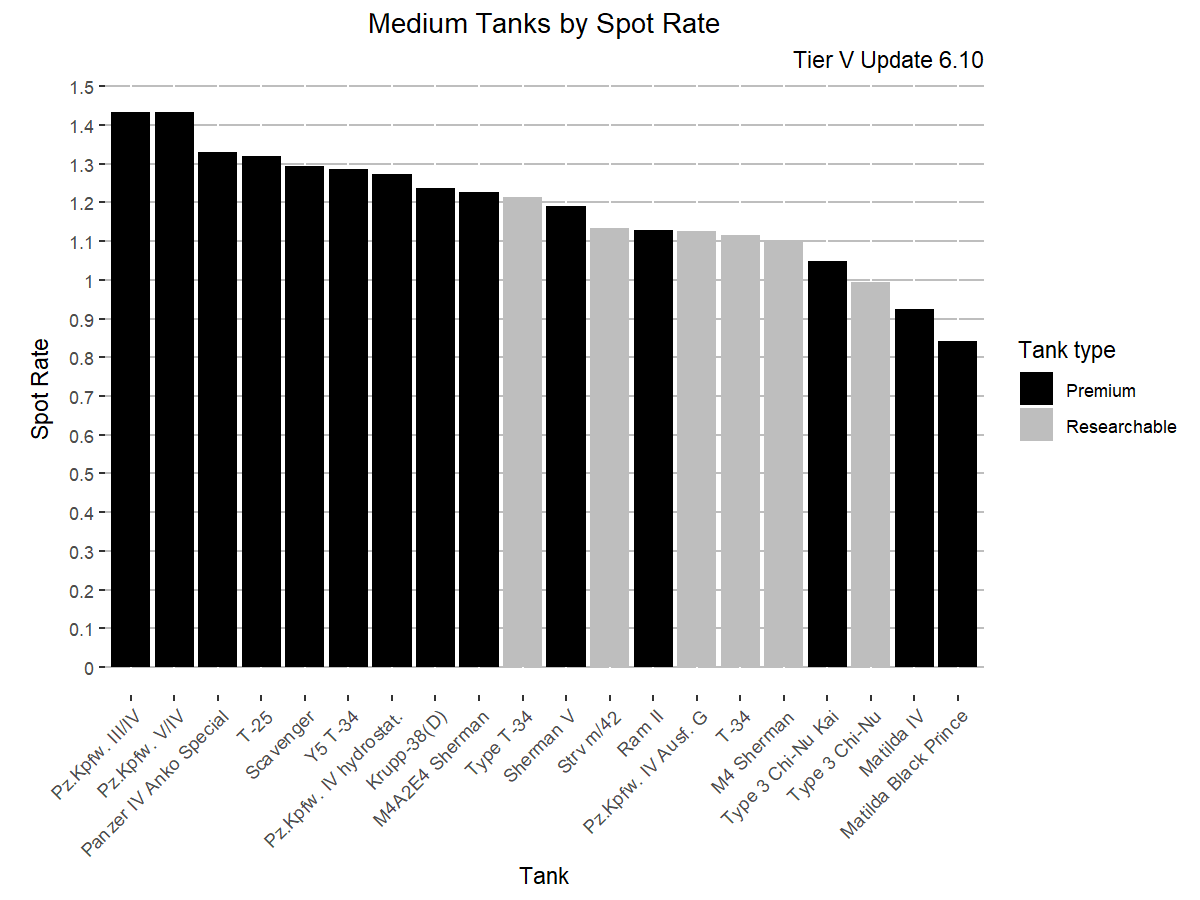 Medium Tanks by Spot Rate
Tier V Update 6.10
1.5
1.4
1.3
1.2
1.1
1
0.9
0.8
0.7
0.6
0.5
0.4
0.3
0.2
0.1
0
Spot Rate
Pz.Kpfw. III/IV
Pz.Kpfw. V/IV
Panzer IV Anko Special
T-25
Scavenger
Y5 T-34
Pz.Kpfw. IV hydrostat.
Krupp-38(D)
M4A2E4 Sherman
Type T-34
Sherman V
Strv m/42
Ram II
Pz.Kpfw. IV Ausf. G
T-34
M4 Sherman
Type 3 Chi-Nu Kai
Type 3 Chi-Nu
Matilda IV
Matilda Black Prince
Tank
Tank type
Premium
Researchable